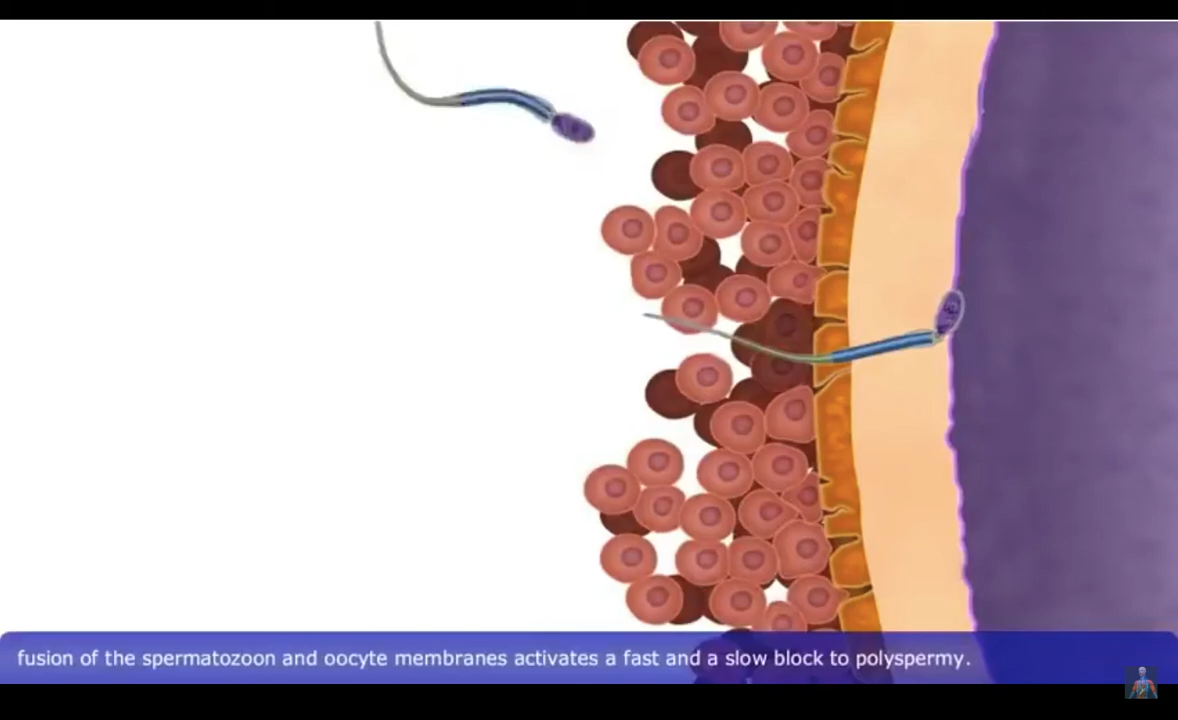 fusion of the spermatozoon and oocyte membranes activates a fast and a slow block to polyspermy.